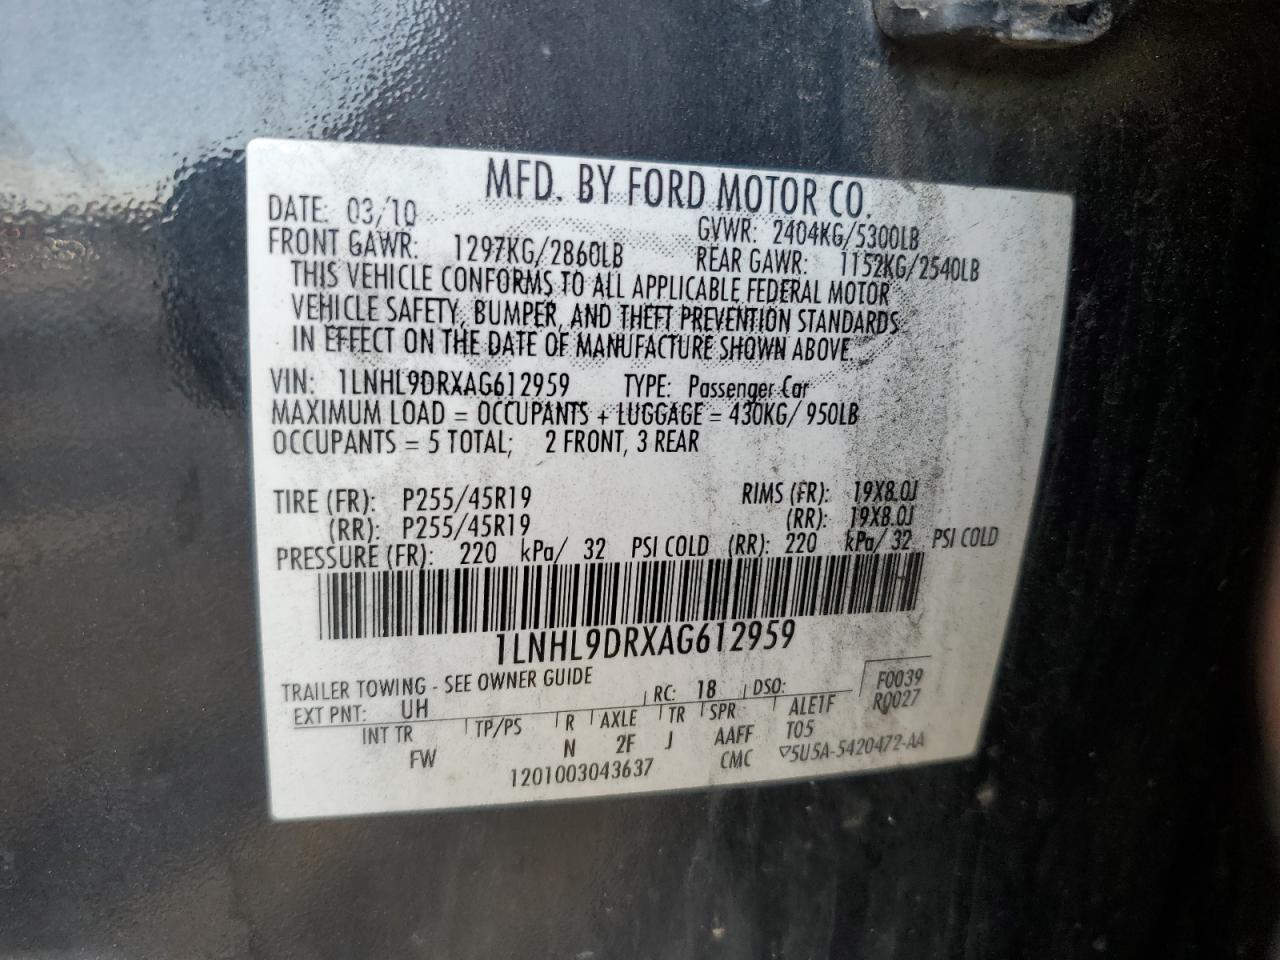 MFD. BY FORD MOTOR CO.
DATE: 03/10 GVWR: 2404KG/5300LB
FRONT GAWR: 1297KG/2860LB REAR GAWR: 1152KG/2540LB
THIS VEHICLE CONFORMS TO ALL APPLICABLE FEDERAL MOTOR
VEHICLE SAFETY, BUMPER, AND THEFT PREVENTION STANDARDS
IN EFFECT ON THE DATE OF MANUFACTURE SHOWN ABOVE.
VIN: 1LNHL9DRXAG612959 TYPE: Passenger Car
MAXIMUM LOAD = OCCUPANTS + LUGGAGE = 430KG/ 950LB
OCCUPANTS = 5 TOTAL; 2 FRONT, 3 REAR
TIRE (FR): P255/45R19 RIMS (FR): 19X8.0J
(RR): P255/45R19 (RR): 19X8.0J
PRESSURE (FR): 220 kPa/ 32 PSI COLD (RR): 220 kPa/ 32 PSI COLD
1LNHL9DRXAG612959
TRAILER TOWING - SEE OWNER GUIDE
EXT PNT: UH RC: 18 DSO: F0039
R0027
INT TR TP/PS R AXLE TR SPR ALE1F
FW N 2F J AAFF T05
1201003043637 CMC ▽5U5A-5420472-AA